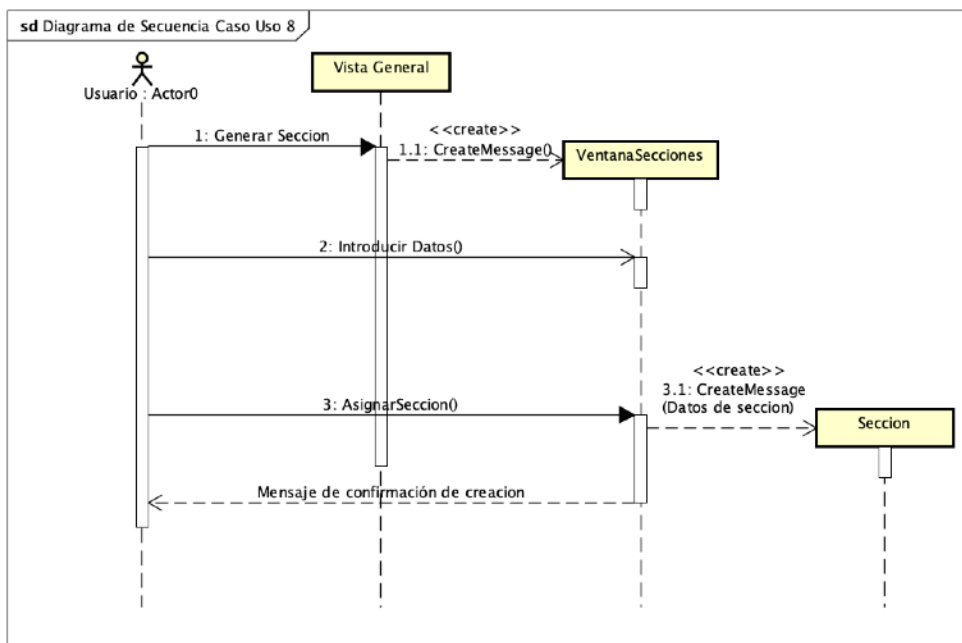 sd Diagrama de Secuencia Caso Uso 8
Usuario : Actor0
Vista General
1: Generar Seccion
<<create>>
1.1: CreateMessage()
VentanaSecciones
2: Introducir Datos()
<<create>>
3.1: CreateMessage
(Datos de seccion)
3: AsignarSeccion()
Seccion
Mensaje de confirmación de creacion